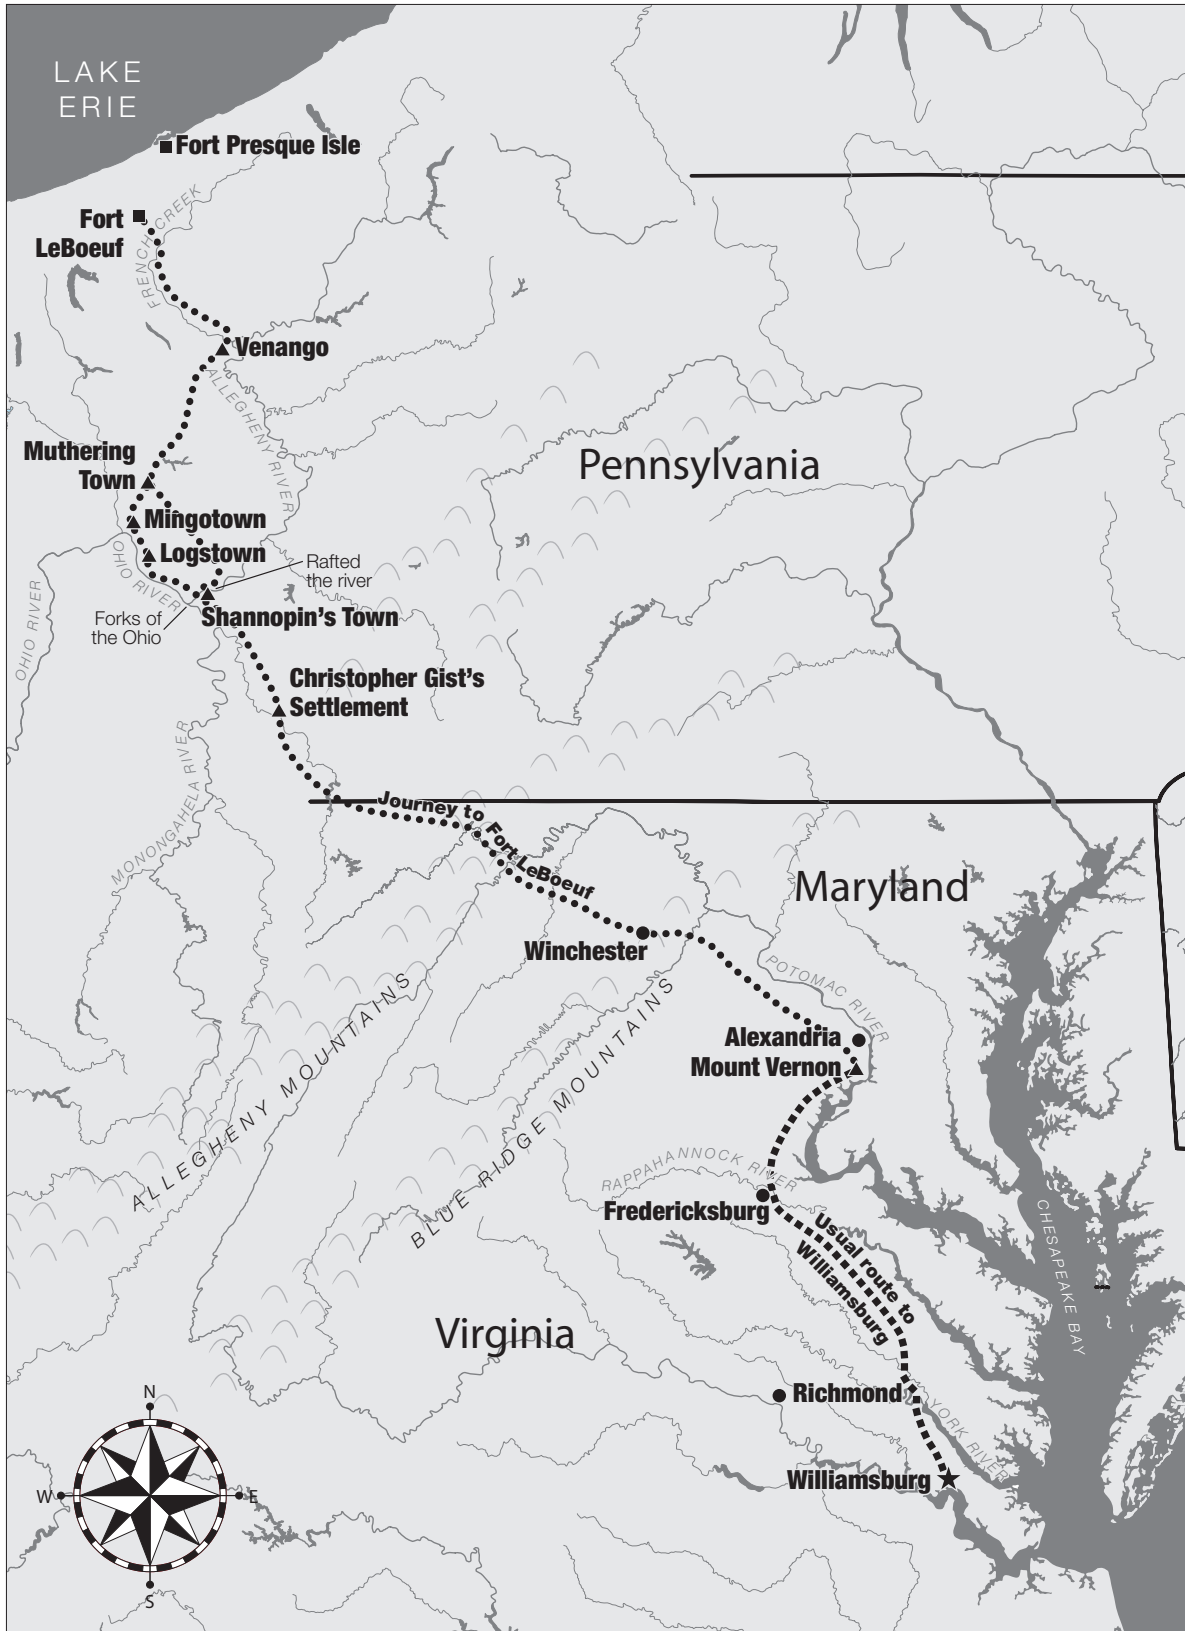 LAKE
ERIE
Fort Presque Isle
Fort
LeBoeuf
FRENCH CREEK
Venango
ALLEGHENY RIVER
Muthering
Town
Pennsylvania
Mingotown
Logstown
OHIO RIVER
Rafted
the river
OHIO RIVER
Forks of
the Ohio
Shannopin's Town
Christopher Gist's
Settlement
MONONGAHELA RIVER
Journey to Fort LeBoeuf
Maryland
Winchester
POTOMAC RIVER
ALLEGHENY MOUNTAINS
BLUE RIDGE MOUNTAINS
Alexandria
Mount Vernon
RAPPAHANNOCK RIVER
Fredericksburg
Usual route to
Williamsburg
CHESAPEAKE BAY
Virginia
Richmond
YORK RIVER
Williamsburg
N
W
E
S